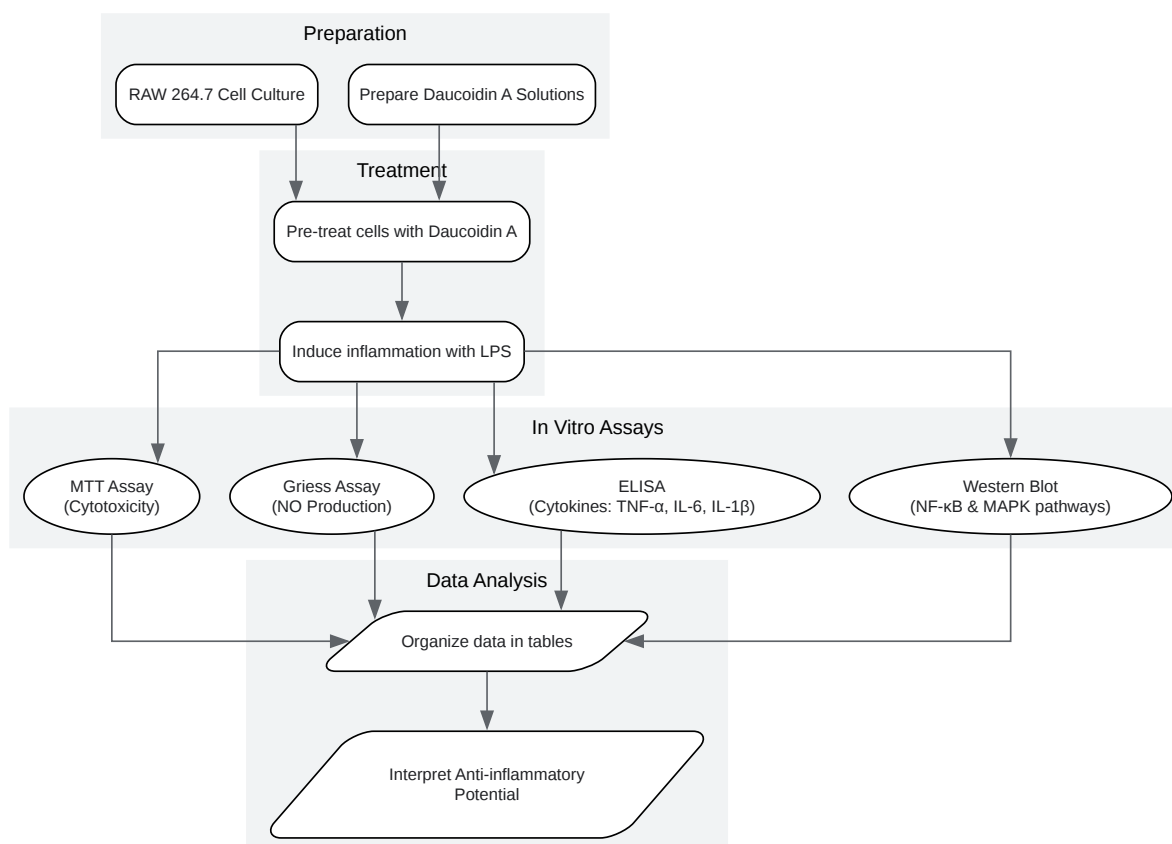 Preparation
RAW 264.7 Cell Culture
Prepare Daucoidin A Solutions
Treatment
Pre-treat cells with Daucoidin A
Induce inflammation with LPS
In Vitro Assays
MTT Assay
(Cytotoxicity)
Griess Assay
(NO Production)
ELISA
(Cytokines: TNF-α, IL-6, IL-1β)
Western Blot
(NF-κB & MAPK pathways)
Data Analysis
Organize data in tables
Interpret Anti-inflammatory
Potential